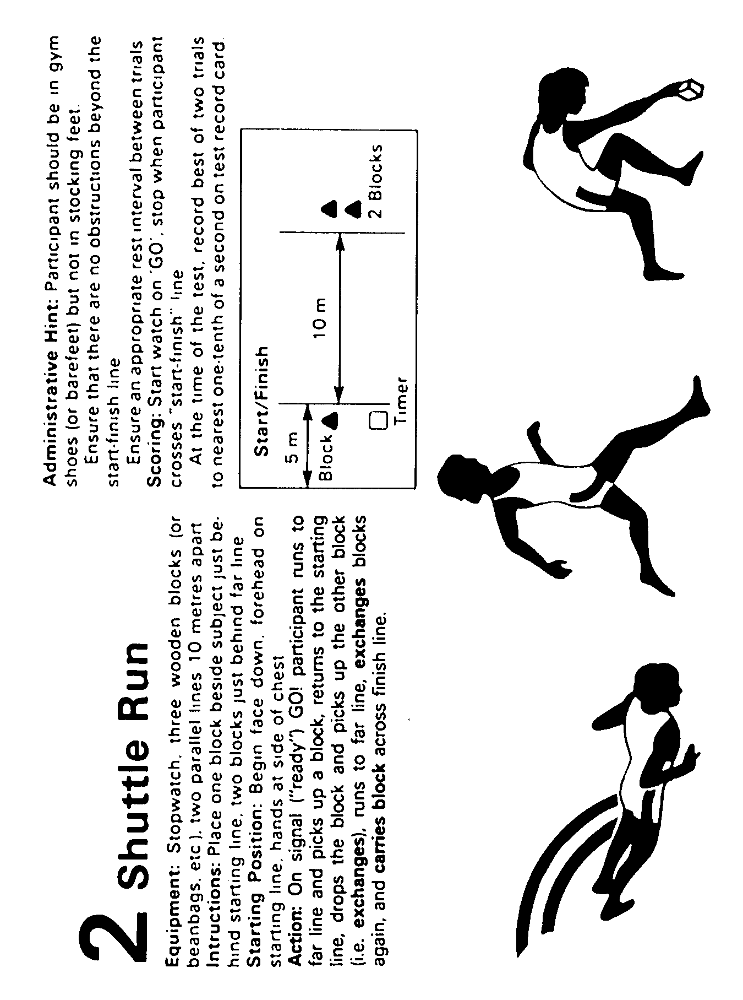 2 Shuttle Run
Equipment: Stopwatch, three wooden blocks (or
beanbags, etc ), two parallel lines 10 metres apart
Intructions: Place one block beside subject just be-
hind starting line, two blocks just behind far line
Starting Position: Begin face down, forehead on
starting line, hands at side of chest
Action: On signal ("ready") GO! participant runs to
far line and picks up a block, returns to the starting
line, drops the block and picks up the other block
(i.e. exchanges), runs to far line, exchanges blocks
again, and carries block across finish line.
Administrative Hint: Participant should be in gym
shoes (or barefeet) but not in stocking feet.
Ensure that there are no obstructions beyond the
start-finish line
Ensure an appropriate rest interval between trials
Scoring: Start watch on 'GO', stop when participant
crosses "start-finish" line
At the time of the test, record best of two trials
to nearest one-tenth of a second on test record card.
Start/Finish
5 m
10 m
Block
2 Blocks
Timer